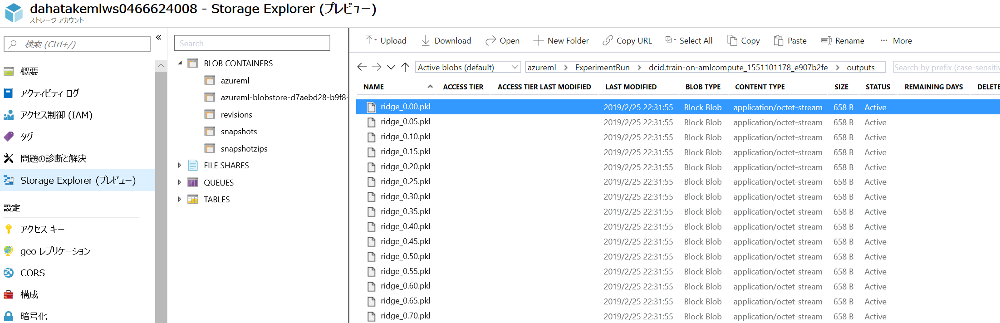 dahatakemlws0466624008 - Storage Explorer (プレビュー)
ストレージ アカウント
検索 (Ctrl+/)
概要
アクティビティ ログ
アクセス制御 (IAM)
タグ
問題の診断と解決
Storage Explorer (プレビュー)
設定
アクセス キー
geo レプリケーション
CORS
構成
暗号化
Search
BLOB CONTAINERS
azureml
azureml-blobstore-d7aebd28-b9f8-
revisions
snapshots
snapshotzips
FILE SHARES
QUEUES
TABLES
Upload Download Open New Folder Copy URL Select All Copy Paste Rename More
Active blobs (default) azureml > ExperimentRun > dcid.train-on-amlcompute_1551101178_e907b2fe > outputs Search by prefix (case-sensitiv
NAME ACCESS TIER ACCESS TIER LAST MODIFIED LAST MODIFIED BLOB TYPE CONTENT TYPE SIZE STATUS REMAINING DAYS DELETE
ridge_0.00.pkl 2019/2/25 22:31:55 Block Blob application/octet-stream 658 B Active
ridge_0.05.pkl 2019/2/25 22:31:55 Block Blob application/octet-stream 658 B Active
ridge_0.10.pkl 2019/2/25 22:31:55 Block Blob application/octet-stream 658 B Active
ridge_0.15.pkl 2019/2/25 22:31:55 Block Blob application/octet-stream 658 B Active
ridge_0.20.pkl 2019/2/25 22:31:55 Block Blob application/octet-stream 658 B Active
ridge_0.25.pkl 2019/2/25 22:31:55 Block Blob application/octet-stream 658 B Active
ridge_0.30.pkl 2019/2/25 22:31:55 Block Blob application/octet-stream 658 B Active
ridge_0.35.pkl 2019/2/25 22:31:55 Block Blob application/octet-stream 658 B Active
ridge_0.40.pkl 2019/2/25 22:31:55 Block Blob application/octet-stream 658 B Active
ridge_0.45.pkl 2019/2/25 22:31:55 Block Blob application/octet-stream 658 B Active
ridge_0.50.pkl 2019/2/25 22:31:55 Block Blob application/octet-stream 658 B Active
ridge_0.55.pkl 2019/2/25 22:31:55 Block Blob application/octet-stream 658 B Active
ridge_0.60.pkl 2019/2/25 22:31:55 Block Blob application/octet-stream 658 B Active
ridge_0.65.pkl 2019/2/25 22:31:55 Block Blob application/octet-stream 658 B Active
ridge_0.70.pkl 2019/2/25 22:31:55 Block Blob application/octet-stream 658 B Active